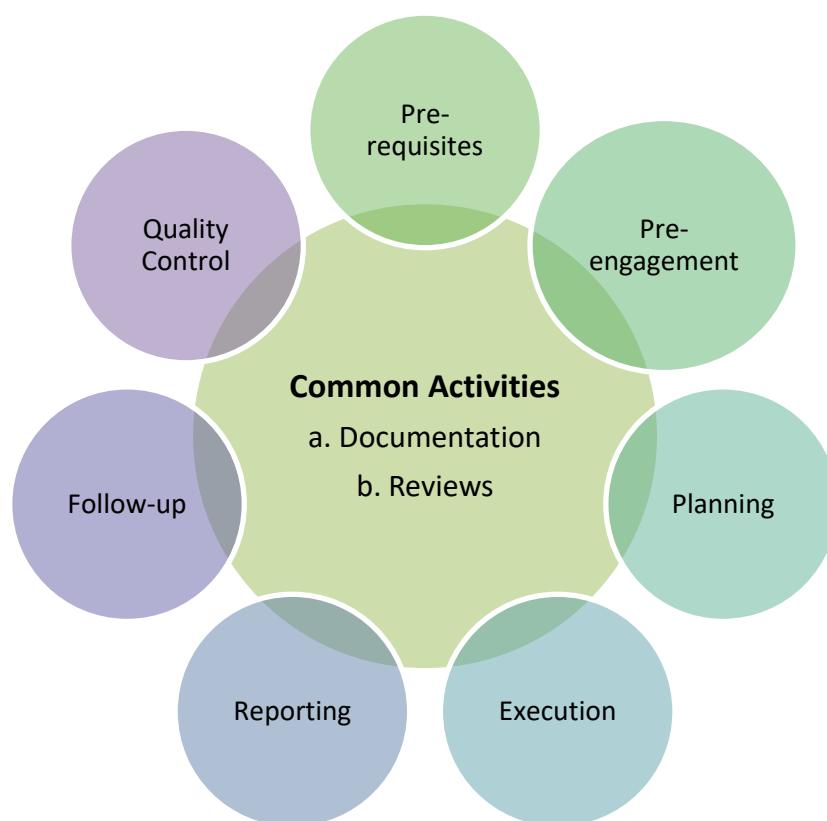 Pre-
requisites
Pre-
engagement
Planning
Execution
Reporting
Follow-up
Quality
Control
Common Activities
a. Documentation
b. Reviews